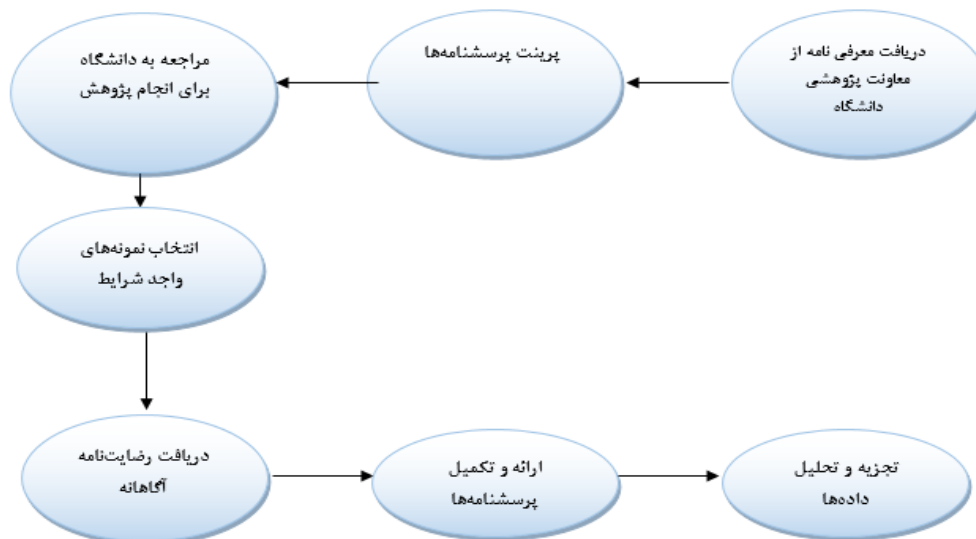 دریافت معرفی نامه از
معاونت پژوهشی
دانشگاه
پرینت پرسشنامه‌ها
مراجعه به دانشگاه
برای انجام پژوهش
انتخاب نمونه‌های
واجد شرایط
دریافت رضایت‌نامه
آگاهانه
ارائه و تکمیل
پرسشنامه‌ها
تجزیه و تحلیل
داده‌ها